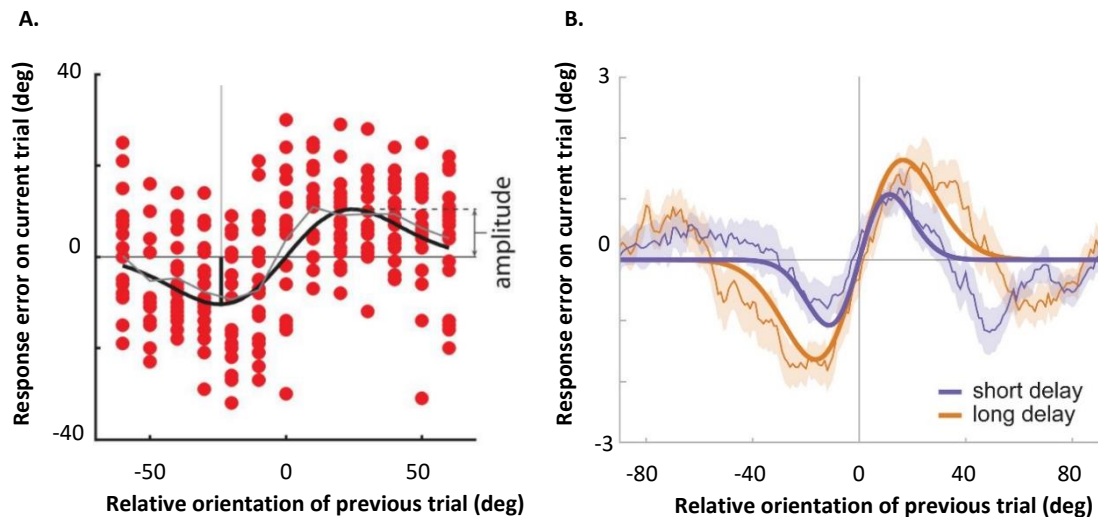 A.
40
0
-40
-50
0
50
Response error on current trial (deg)
Relative orientation of previous trial (deg)
amplitude
B.
3
0
-3
-80
-40
0
40
80
Response error on current trial (deg)
Relative orientation of previous trial (deg)
short delay
long delay